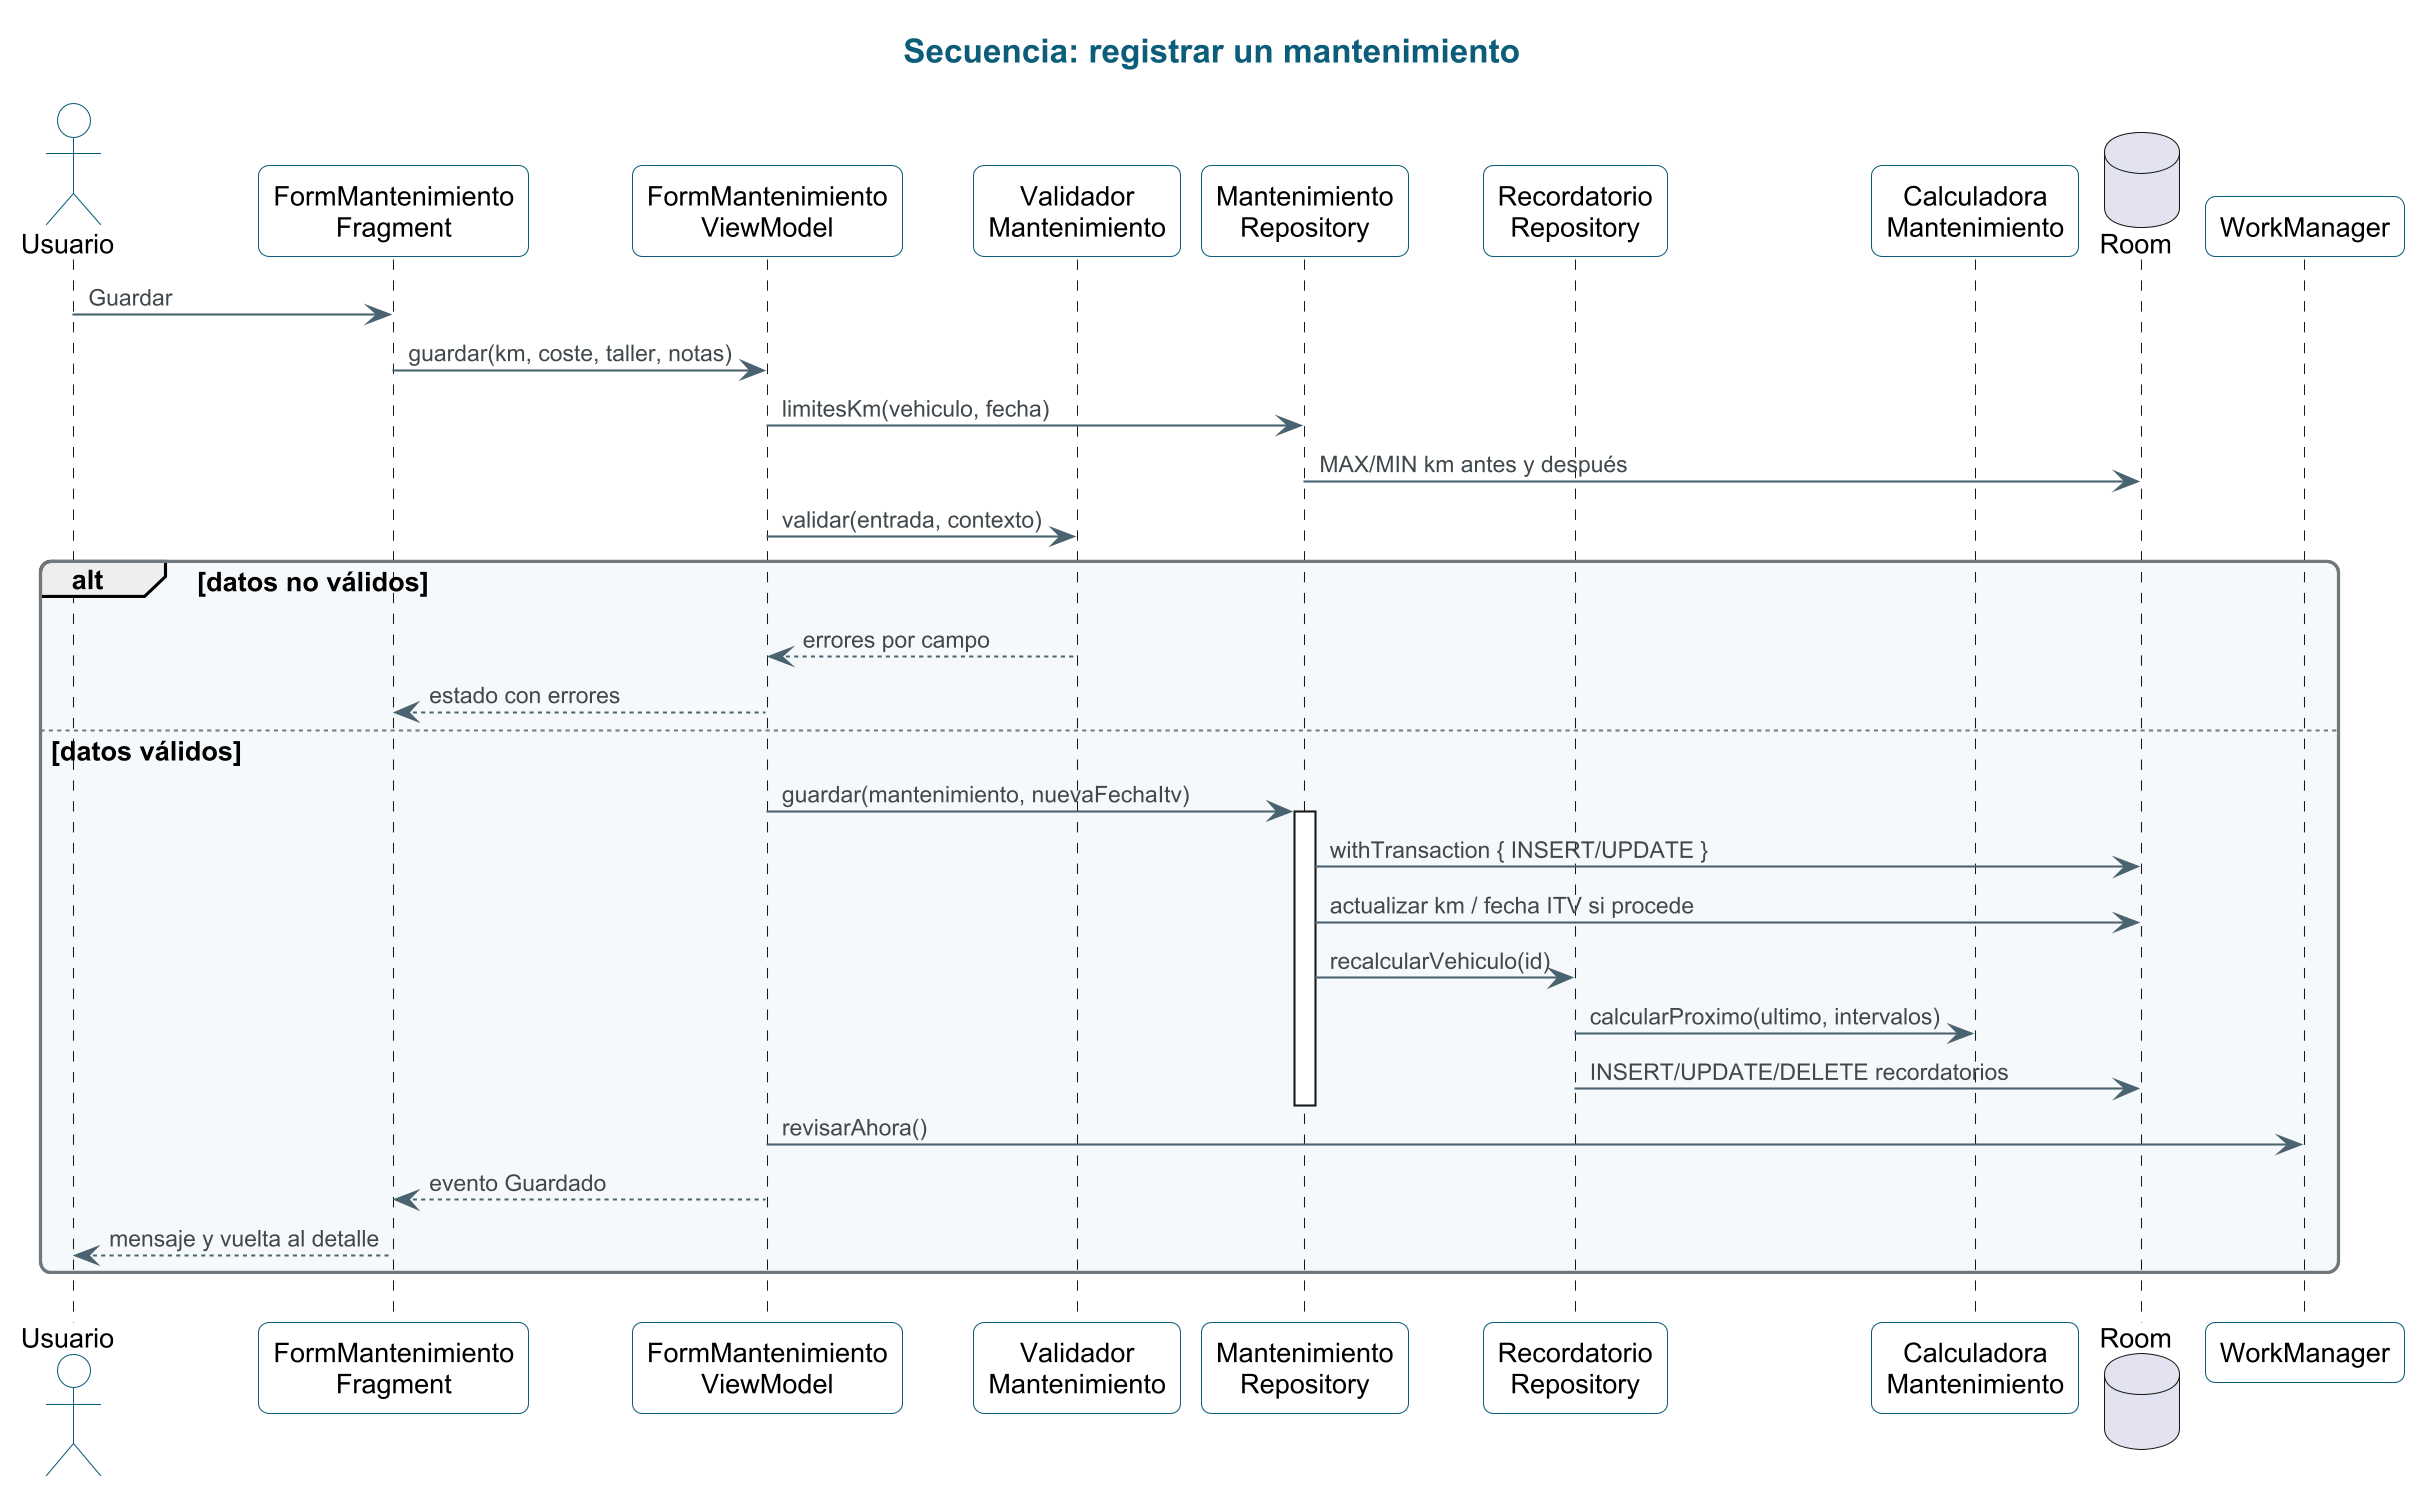 Secuencia: registrar un mantenimiento
Usuario
FormMantenimiento
Fragment
FormMantenimiento
ViewModel
Validador
Mantenimiento
Mantenimiento
Repository
Recordatorio
Repository
Calculadora
Mantenimiento
Room
WorkManager
Guardar
guardar(km, coste, taller, notas)
limitesKm(vehiculo, fecha)
MAX/MIN km antes y después
validar(entrada, contexto)
alt
[datos no válidos]
errores por campo
estado con errores
[datos válidos]
guardar(mantenimiento, nuevaFechaItv)
withTransaction { INSERT/UPDATE }
actualizar km / fecha ITV si procede
recalcularVehiculo(id)
calcularProximo(ultimo, intervalos)
INSERT/UPDATE/DELETE recordatorios
revisarAhora()
evento Guardado
mensaje y vuelta al detalle
Usuario
FormMantenimiento
Fragment
FormMantenimiento
ViewModel
Validador
Mantenimiento
Mantenimiento
Repository
Recordatorio
Repository
Calculadora
Mantenimiento
Room
WorkManager